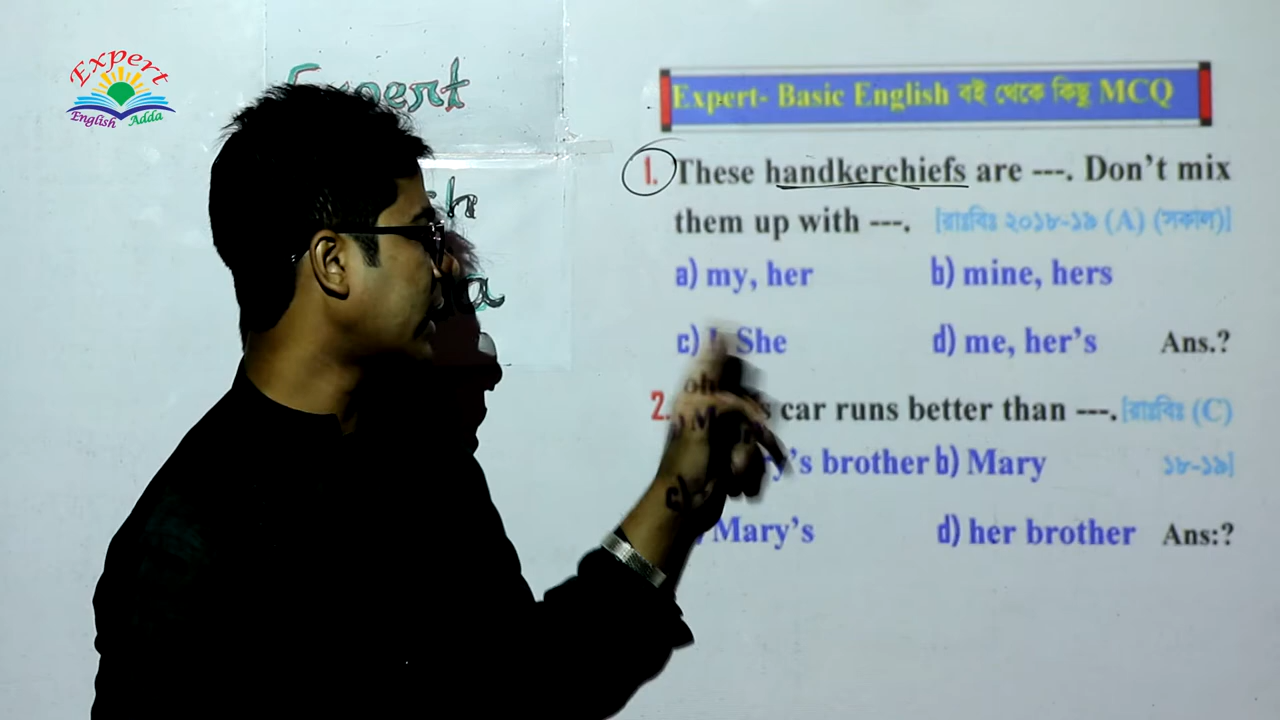 Expert
English Adda
Expert
Expert- Basic English বই থেকে কিছু MCQ
1. These handkerchiefs are ---. Don't mix
them up with ---. [রাঃবিঃ ২০১৮-১৯ (A) (সকাল)]
a) my, her b) mine, hers
c) I, She d) me, her's Ans.?
2. car runs better than ---. [রাঃবিঃ (C)
brother b) Mary ১৮-১৯]
Mary's d) her brother Ans:?